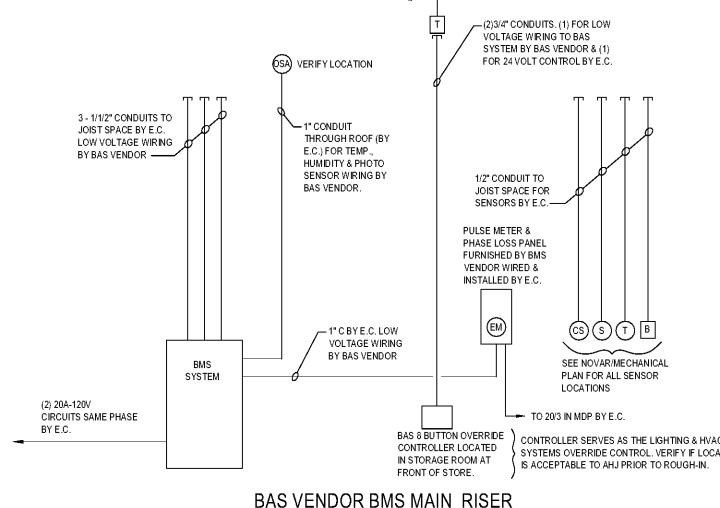 T
(2)3/4" CONDUITS. (1) FOR LOW
VOLTAGE WIRING TO BAS
SYSTEM BY BAS VENDOR & (1)
FOR 24 VOLT CONTROL BY E.C.
OSA VERIFY LOCATION
3 - 1/1/2" CONDUITS TO
JOIST SPACE BY E.C.
LOW VOLTAGE WIRING
BY BAS VENDOR
1" CONDUIT
THROUGH ROOF (BY
E.C.) FOR TEMP.,
HUMIDITY & PHOTO
SENSOR WIRING BY
BAS VENDOR.
1/2" CONDUIT TO
JOIST SPACE FOR
SENSORS BY E.C.
PULSE METER &
PHASE LOSS PANEL
FURNISHED BY BMS
VENDOR WIRED &
INSTALLED BY E.C.
EM
CS S T B
SEE NOVAR/MECHANICAL
PLAN FOR ALL SENSOR
LOCATIONS
1" C BY E.C. LOW
VOLTAGE WIRING
BY BAS VENDOR
BMS
SYSTEM
(2) 20A-120V
CIRCUITS SAME PHASE
BY E.C.
TO 20/3 IN MDP BY E.C.
BAS 8 BUTTON OVERRIDE
CONTROLLER LOCATED
IN STORAGE ROOM AT
FRONT OF STORE.
CONTROLLER SERVES AS THE LIGHTING & HVAC
SYSTEMS OVERRIDE CONTROL. VERIFY IF LOCA
IS ACCEPTABLE TO AHJ PRIOR TO ROUGH-IN.
BAS VENDOR BMS MAIN RISER